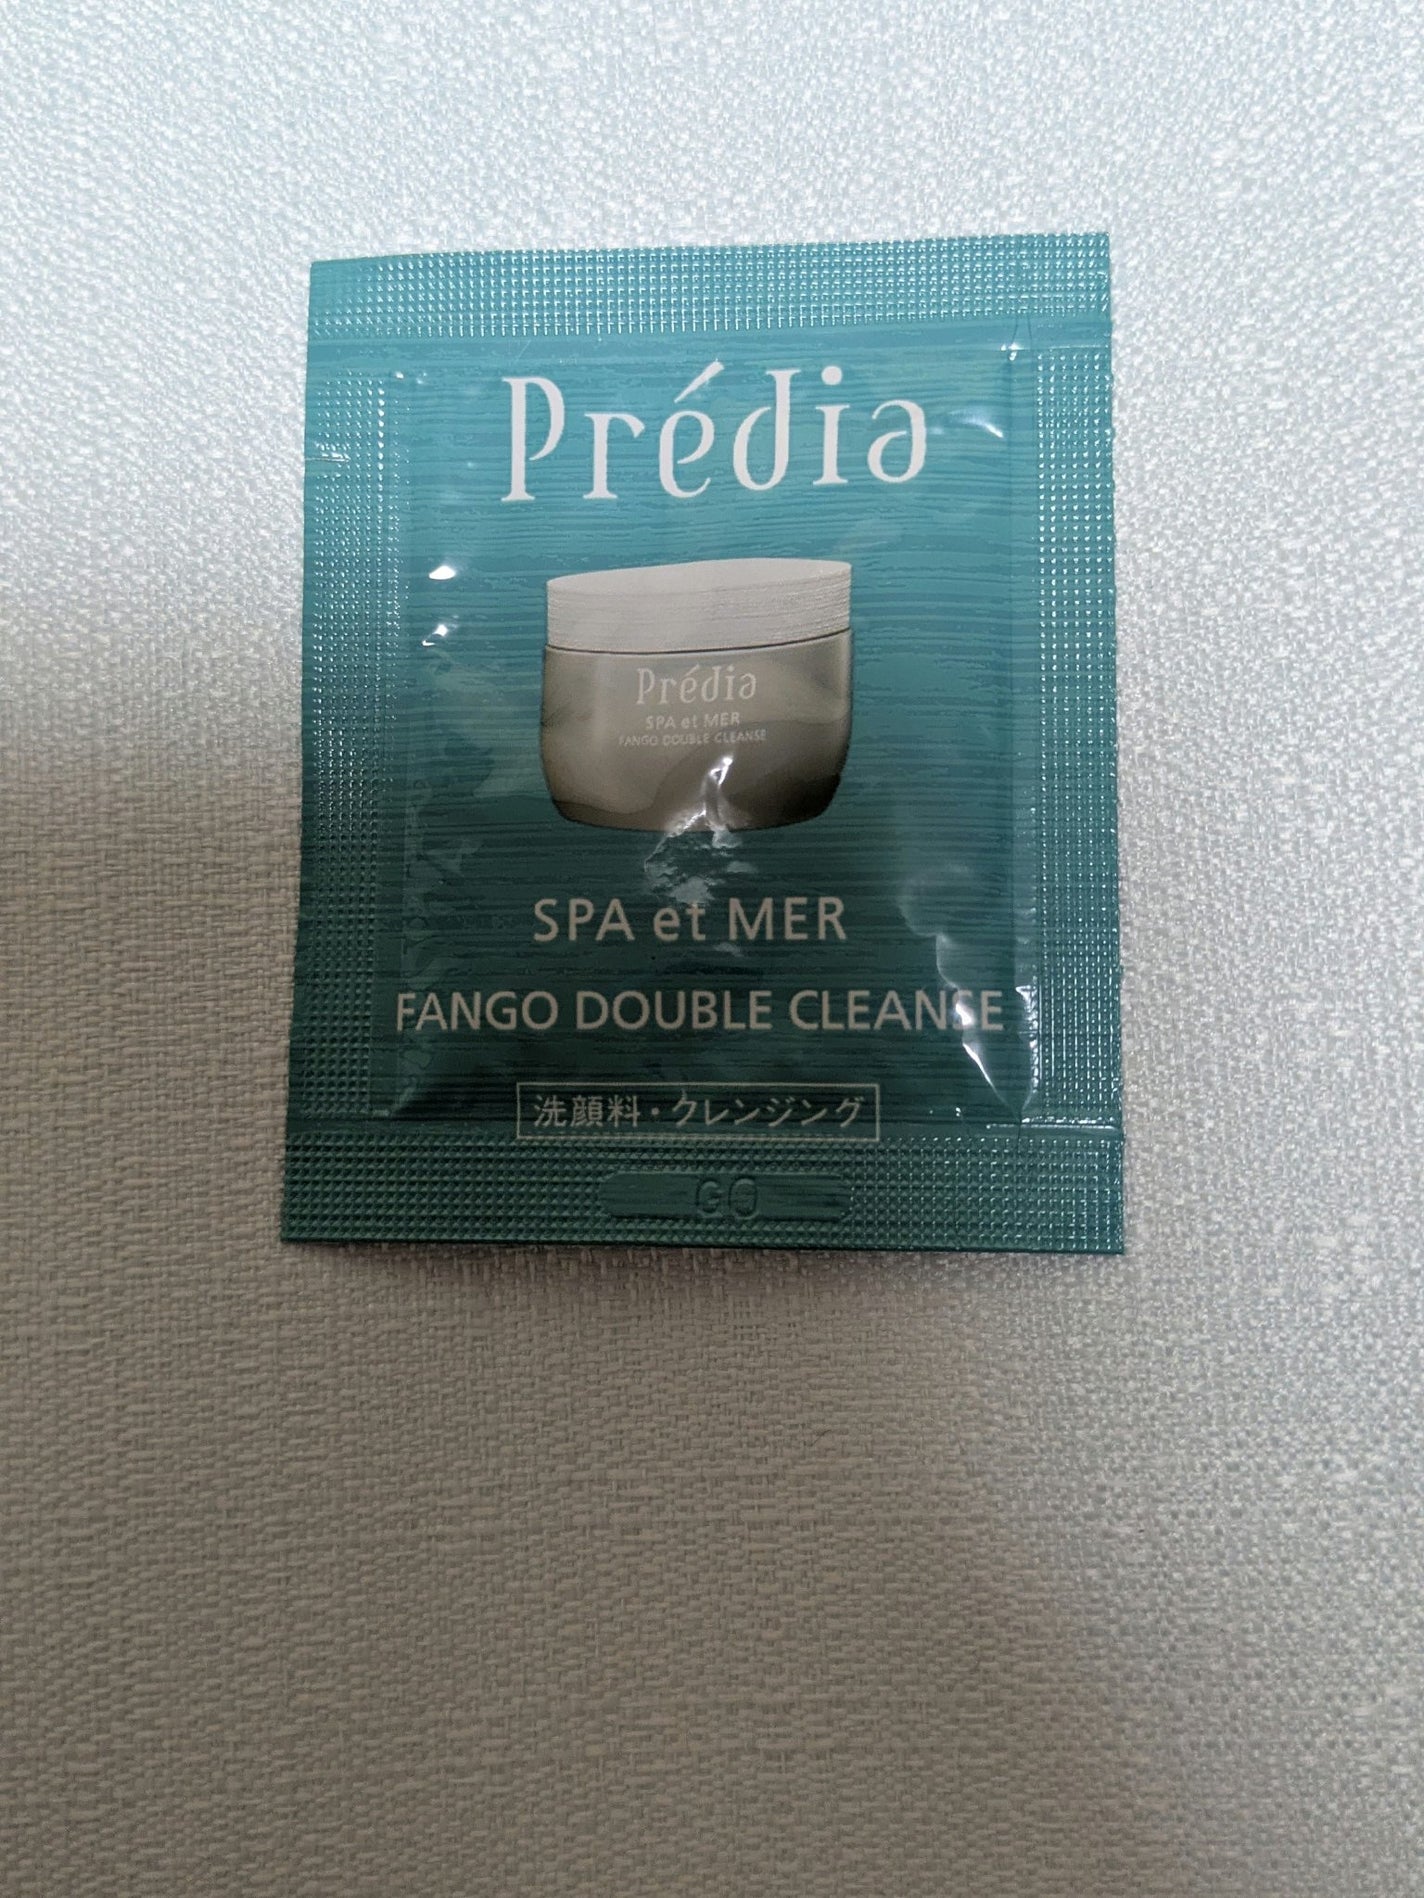 Prédia
Prédia
SPA et MER
FANGO DOUBLE CLEANSE
SPA et MER
FANGO DOUBLE CLEANSE
洗顔料・クレンジング